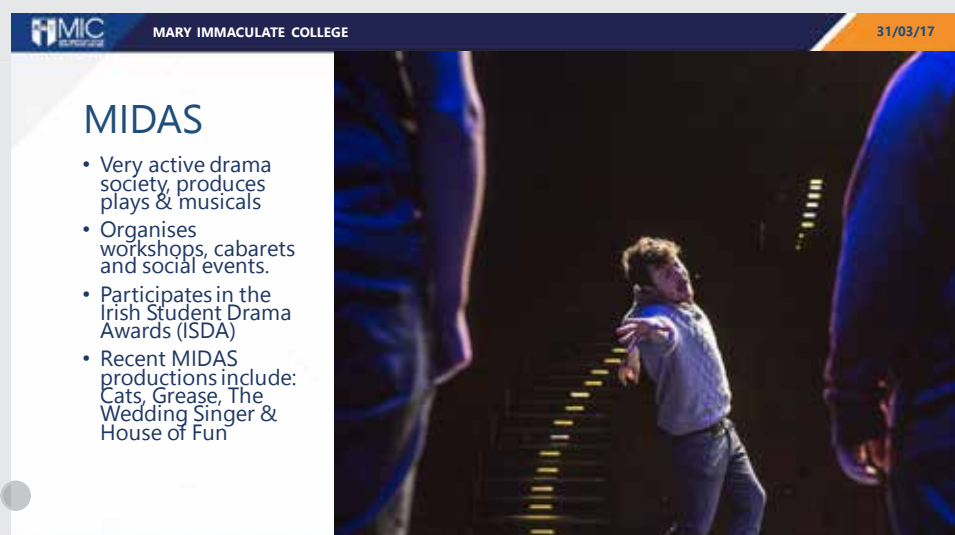 MIC
MARY IMMACULATE COLLEGE
31/03/17
MIDAS
• Very active drama
society, produces
plays & musicals
• Organises
workshops, cabarets
and social events.
• Participates in the
Irish Student Drama
Awards (ISDA)
• Recent MIDAS
productions include:
Cats, Grease, The
Wedding Singer &
House of Fun